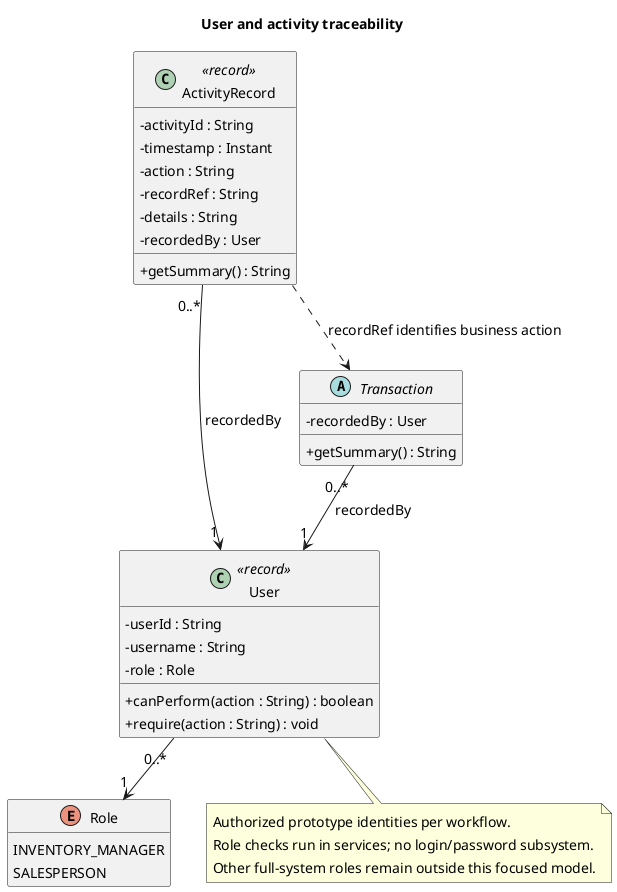 User and activity traceability
C
«record»
ActivityRecord
-activityId : String
-timestamp : Instant
-action : String
-recordRef : String
-details : String
-recordedBy : User
+getSummary() : String
0..*
recordRef identifies business action
A
Transaction
-recordedBy : User
+getSummary() : String
recordedBy
0..*
recordedBy
1
1
C
«record»
User
-userId : String
-username : String
-role : Role
+canPerform(action : String) : boolean
+require(action : String) : void
0..*
1
E
Role
INVENTORY_MANAGER
SALESPERSON
Authorized prototype identities per workflow.
Role checks run in services; no login/password subsystem.
Other full-system roles remain outside this focused model.